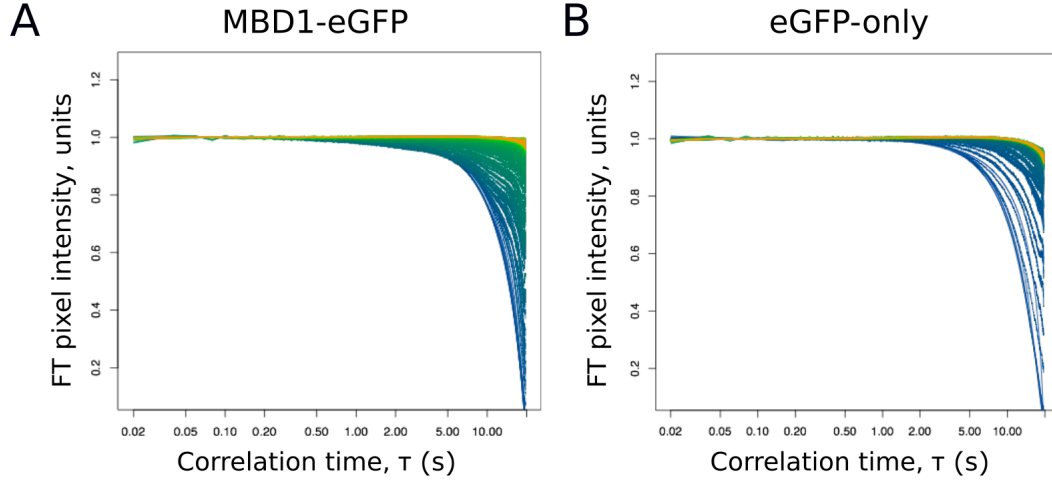 A MBD1-eGFP
FT pixel intensity, units
1.2
1.0
0.8
0.6
0.4
0.2
0.02 0.05 0.10 0.20 0.50 1.00 2.00 5.00 10.00
Correlation time, τ (s)
B eGFP-only
FT pixel intensity, units
1.2
1.0
0.8
0.6
0.4
0.2
0.02 0.05 0.10 0.20 0.50 1.00 2.00 5.00 10.00
Correlation time, τ (s)